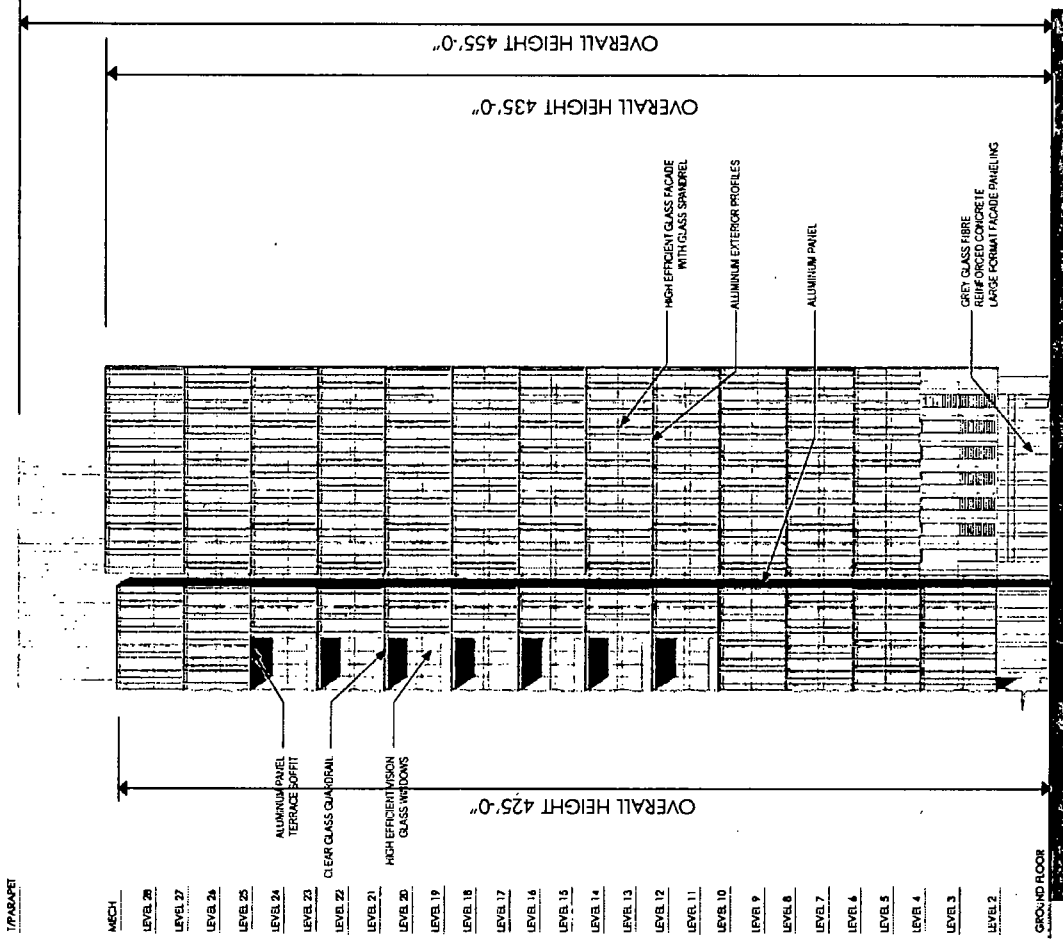 T/PARAPET
MECH
LEVEL 28
LEVEL 27
LEVEL 26
LEVEL 25
LEVEL 24
LEVEL 23
LEVEL 22
LEVEL 21
LEVEL 20
LEVEL 19
LEVEL 18
LEVEL 17
LEVEL 16
LEVEL 15
LEVEL 14
LEVEL 13
LEVEL 12
LEVEL 11
LEVEL 10
LEVEL 9
LEVEL 8
LEVEL 7
LEVEL 6
LEVEL 5
LEVEL 4
LEVEL 3
LEVEL 2
GROUND FLOOR
OVERALL HEIGHT 425'-0"
ALUMINUM PANEL
TERRACE SOFFIT
CLEAR GLASS GUARDRAIL
HIGH EFFICIENT VISION
GLASS WINDOWS
HIGH EFFICIENT GLASS FACADE
WITH GLASS SPANDREL
ALUMINUM EXTERIOR PROFILES
ALUMINUM PANEL
GREY GLASS FIBRE
REINFORCED CONCRETE
LARGE FORMAT FACADE PANELING
OVERALL HEIGHT 435'-0"
OVERALL HEIGHT 455'-0"